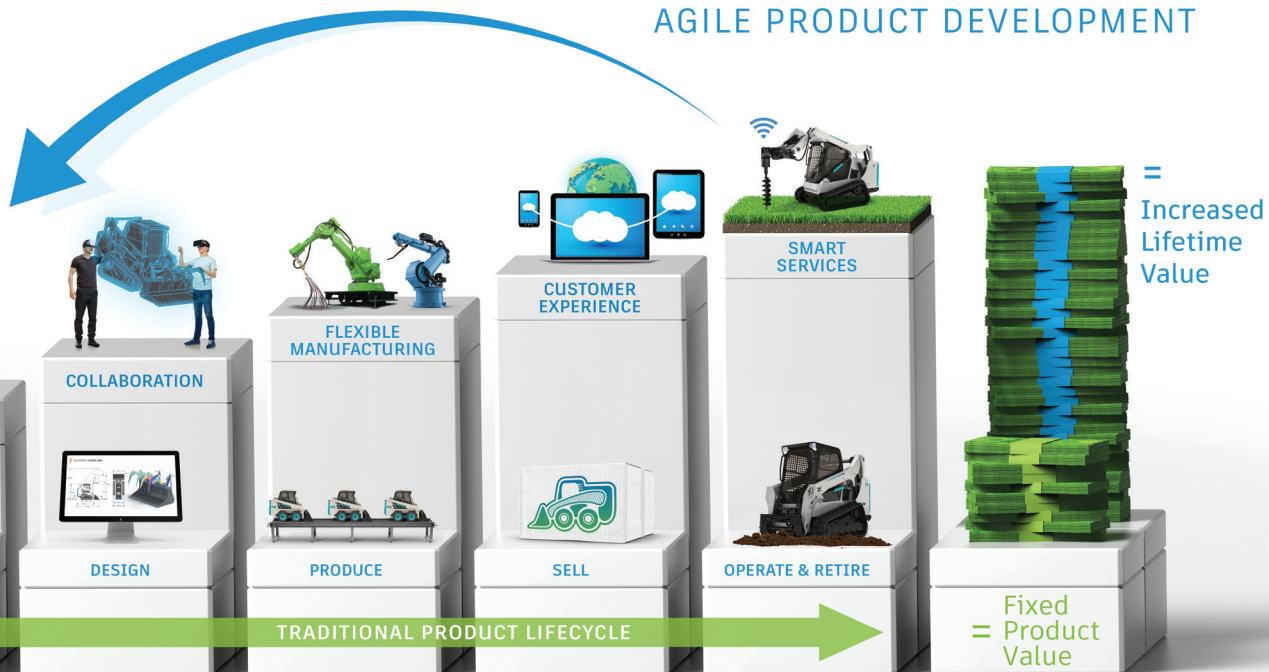 AGILE PRODUCT DEVELOPMENT
=
Increased
Lifetime
Value
SMART
SERVICES
CUSTOMER
EXPERIENCE
FLEXIBLE
MANUFACTURING
COLLABORATION
DESIGN
PRODUCE
SELL
OPERATE & RETIRE
TRADITIONAL PRODUCT LIFECYCLE
Fixed
= Product
Value